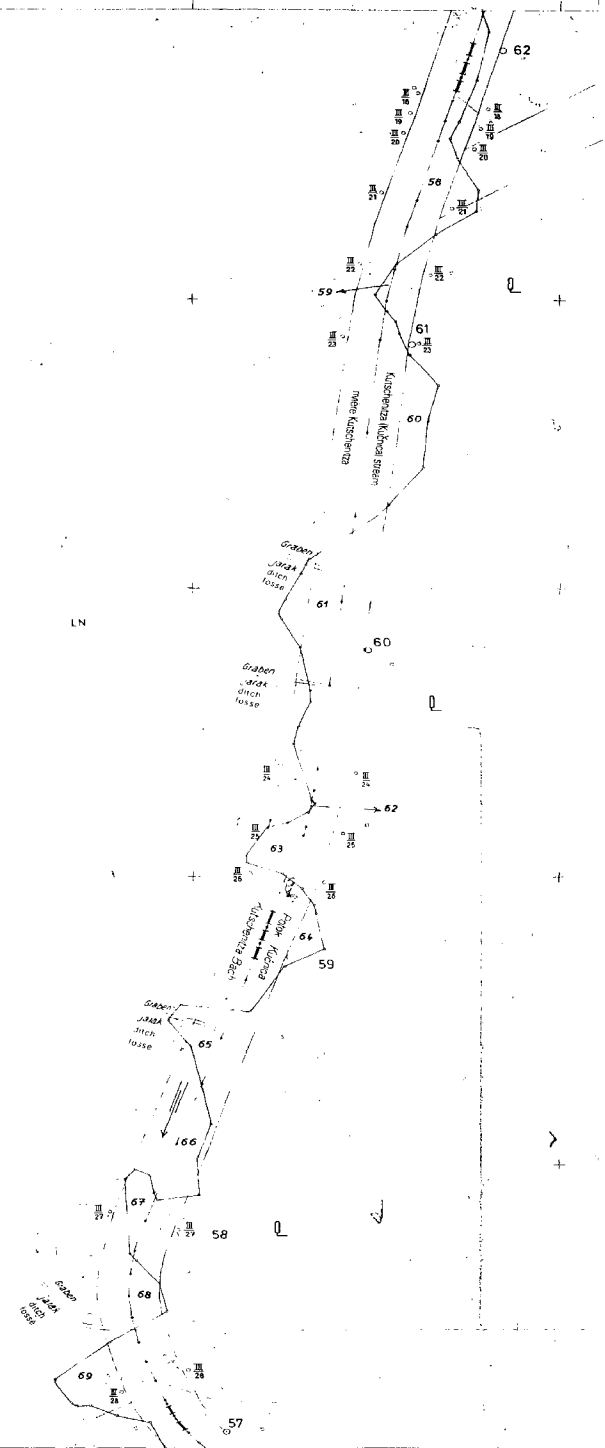 62
III
18
III
18
III
19
III
19
III
20
III
20
58
III
21
III
21
III
22
III
22
59
61
III
23
III
23
Kutschenitza (Kučnica) stream
rivière Kutschenitza
60
Graben
jarak
ditch
fosse
61
LN
60
Graben
jarak
ditch
fosse
III
24
III
24
62
III
25
III
25
63
III
26
III
26
Potok Kučnica
Kutschenitza Bach
64
59
Graben
jarak
ditch
fosse
65
66
67
III
27
III
27
58
Graben
jarak
ditch
fosse
68
69
III
28
III
28
57